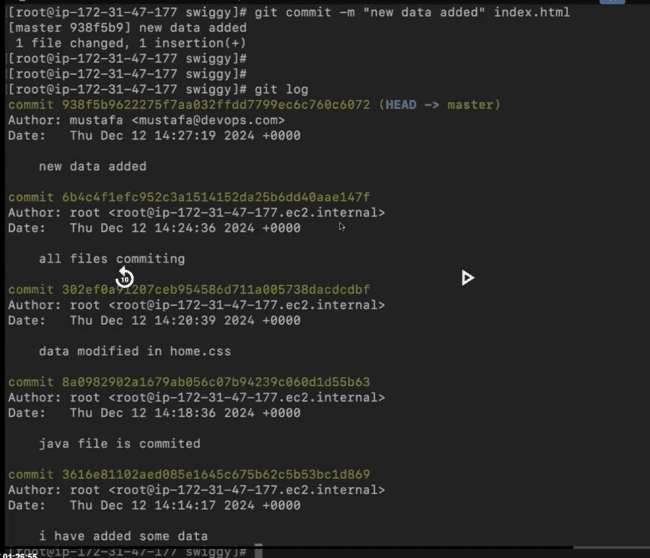 [root@ip-172-31-47-177 swiggy]# git commit -m "new data added" index.html
[master 938f5b9] new data added
 1 file changed, 1 insertion(+)
[root@ip-172-31-47-177 swiggy]#
[root@ip-172-31-47-177 swiggy]#
[root@ip-172-31-47-177 swiggy]# git log
commit 938f5b9622275f7aa032ffdd7799ec6c760c6072 (HEAD -> master)
Author: mustafa <mustafa@devops.com>
Date:   Thu Dec 12 14:27:19 2024 +0000
    new data added
commit 6b4c4f1efc952c3a1514152da25b6dd40aae147f
Author: root <root@ip-172-31-47-177.ec2.internal>
Date:   Thu Dec 12 14:24:36 2024 +0000
    all files commiting
10
commit 302ef0a91207ceb954586d711a005738dacdcdbf
Author: root <root@ip-172-31-47-177.ec2.internal>
Date:   Thu Dec 12 14:20:39 2024 +0000
    data modified in home.css
commit 8a0982902a1679ab056c07b94239c060d1d55b63
Author: root <root@ip-172-31-47-177.ec2.internal>
Date:   Thu Dec 12 14:18:36 2024 +0000
    java file is commited
commit 3616e81102aed085e1645c675b62c5b53bc1d869
Author: root <root@ip-172-31-47-177.ec2.internal>
Date:   Thu Dec 12 14:14:17 2024 +0000
    i have added some data
[root@ip-172-31-47-177 swiggy]#
01:26:55